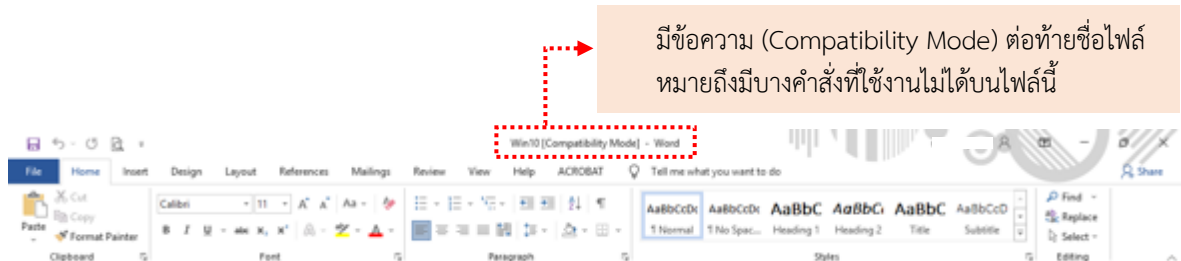 มีข้อความ (Compatibility Mode) ต่อท้ายชื่อไฟล์
หมายถึงมีบางคำสั่งที่ใช้งานไม่ได้บนไฟล์นี้
Win10 [Compatibility Mode] - Word
File Home Insert Design Layout References Mailings Review View Help ACROBAT Tell me what you want to do Share
Cut
Copy
Paste
Format Painter
Clipboard
Calibri 11 A A Aa
B I U abc X, X' A
Font
Paragraph
AaBbCcDc AaBbCcDc AaBbC AaBbCc AaBbC AaBbCcD
¶ Normal ¶ No Spac... Heading 1 Heading 2 Title Subtitle
Styles
Find
Replace
Select
Editing